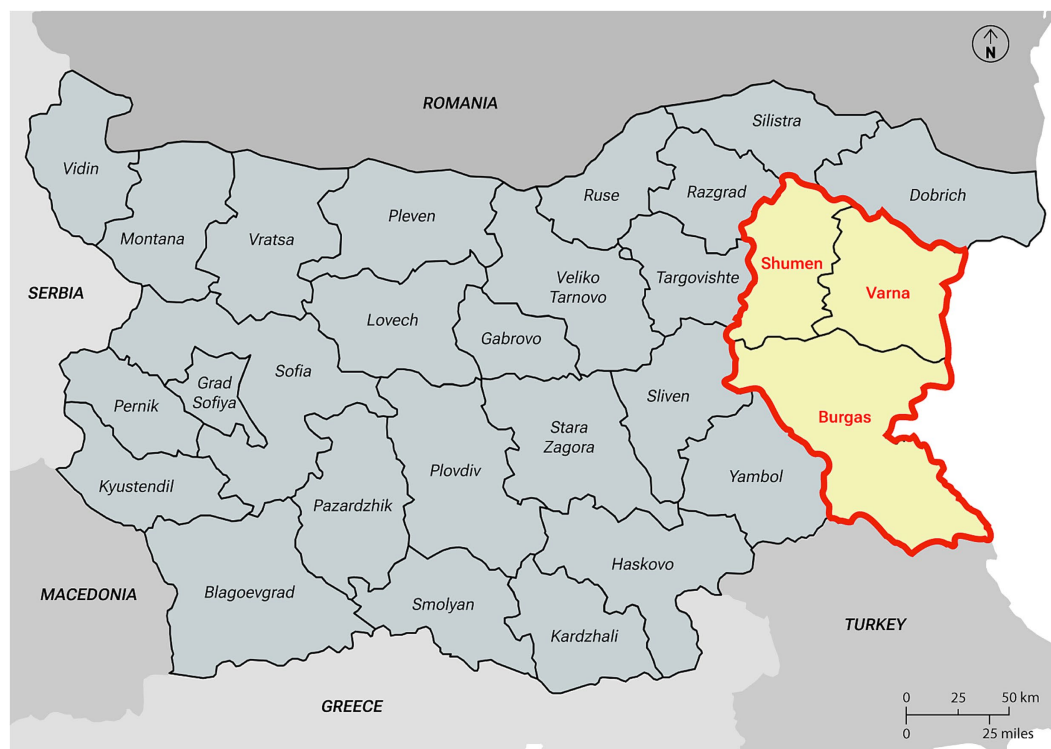 N
ROMANIA
Silistra
Vidin
Ruse
Razgrad
Dobrich
Pleven
Montana
Vratsa
Shumen
Veliko
Tarnovo
Targovishte
SERBIA
Varna
Lovech
Gabrovo
Sofia
Grad
Sofiya
Sliven
Pernik
Burgas
Stara
Zagora
Plovdiv
Yambol
Kyustendil
Pazardzhik
Haskovo
MACEDONIA
Blagoevgrad
Smolyan
TURKEY
Kardzhali
GREECE
0 25 50 km
0 25 miles